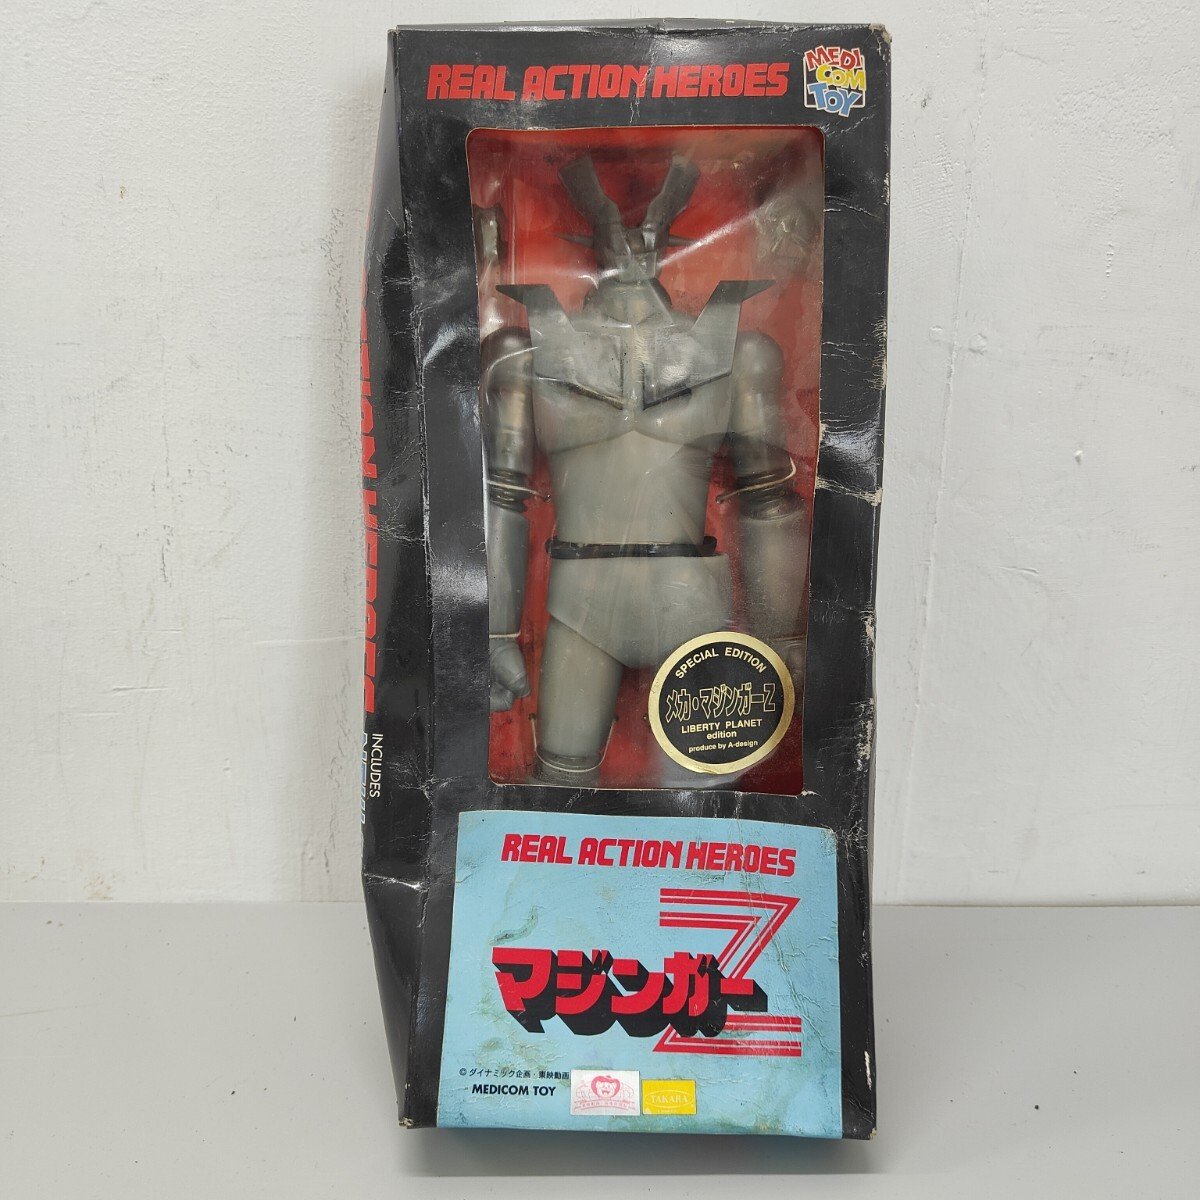 REAL ACTION HEROES
MEDI
COM
TOY
SPECIAL EDITION
メカ・マジンガーZ
LIBERTY PLANET
edition
produce by A-design
INCLUDES
REAL ACTION HEROES
マジンガーZ
© ダイナミック企画・東映動画
MEDICOM TOY
TAKARA